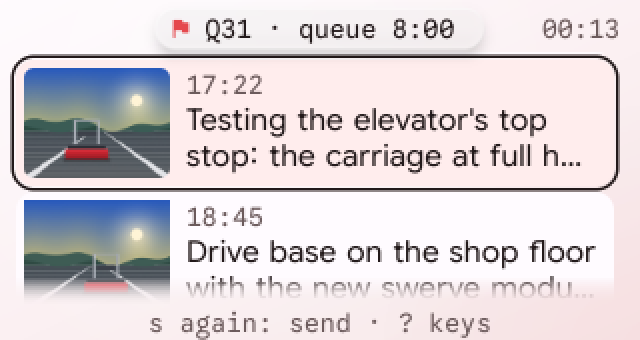 Q31 · queue 8:00
00:13
17:22
Testing the elevator's top
stop: the carriage at full h...
18:45
Drive base on the shop floor
with the new swerve modu...
s again: send · ? keys